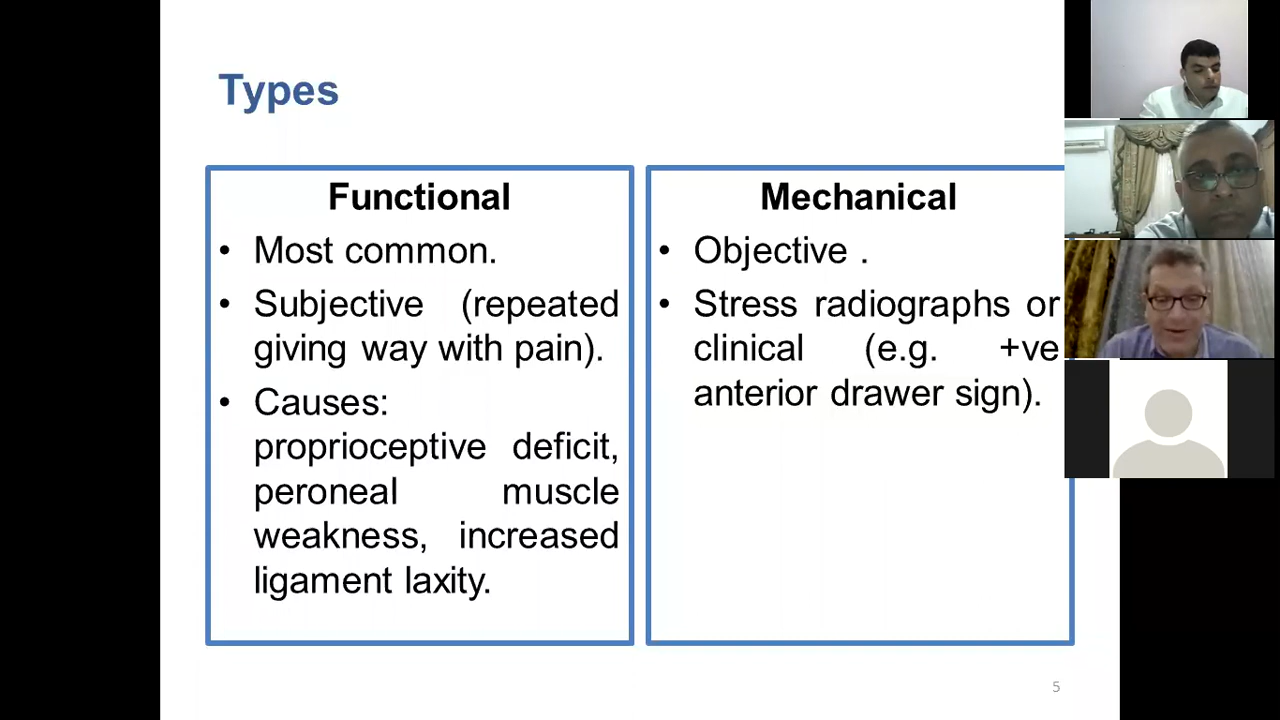 Types
Functional
• Most common.
• Subjective (repeated
giving way with pain).
• Causes:
proprioceptive deficit,
peroneal muscle
weakness, increased
ligament laxity.
Mechanical
• Objective .
• Stress radiographs or
clinical (e.g. +ve
anterior drawer sign).
5